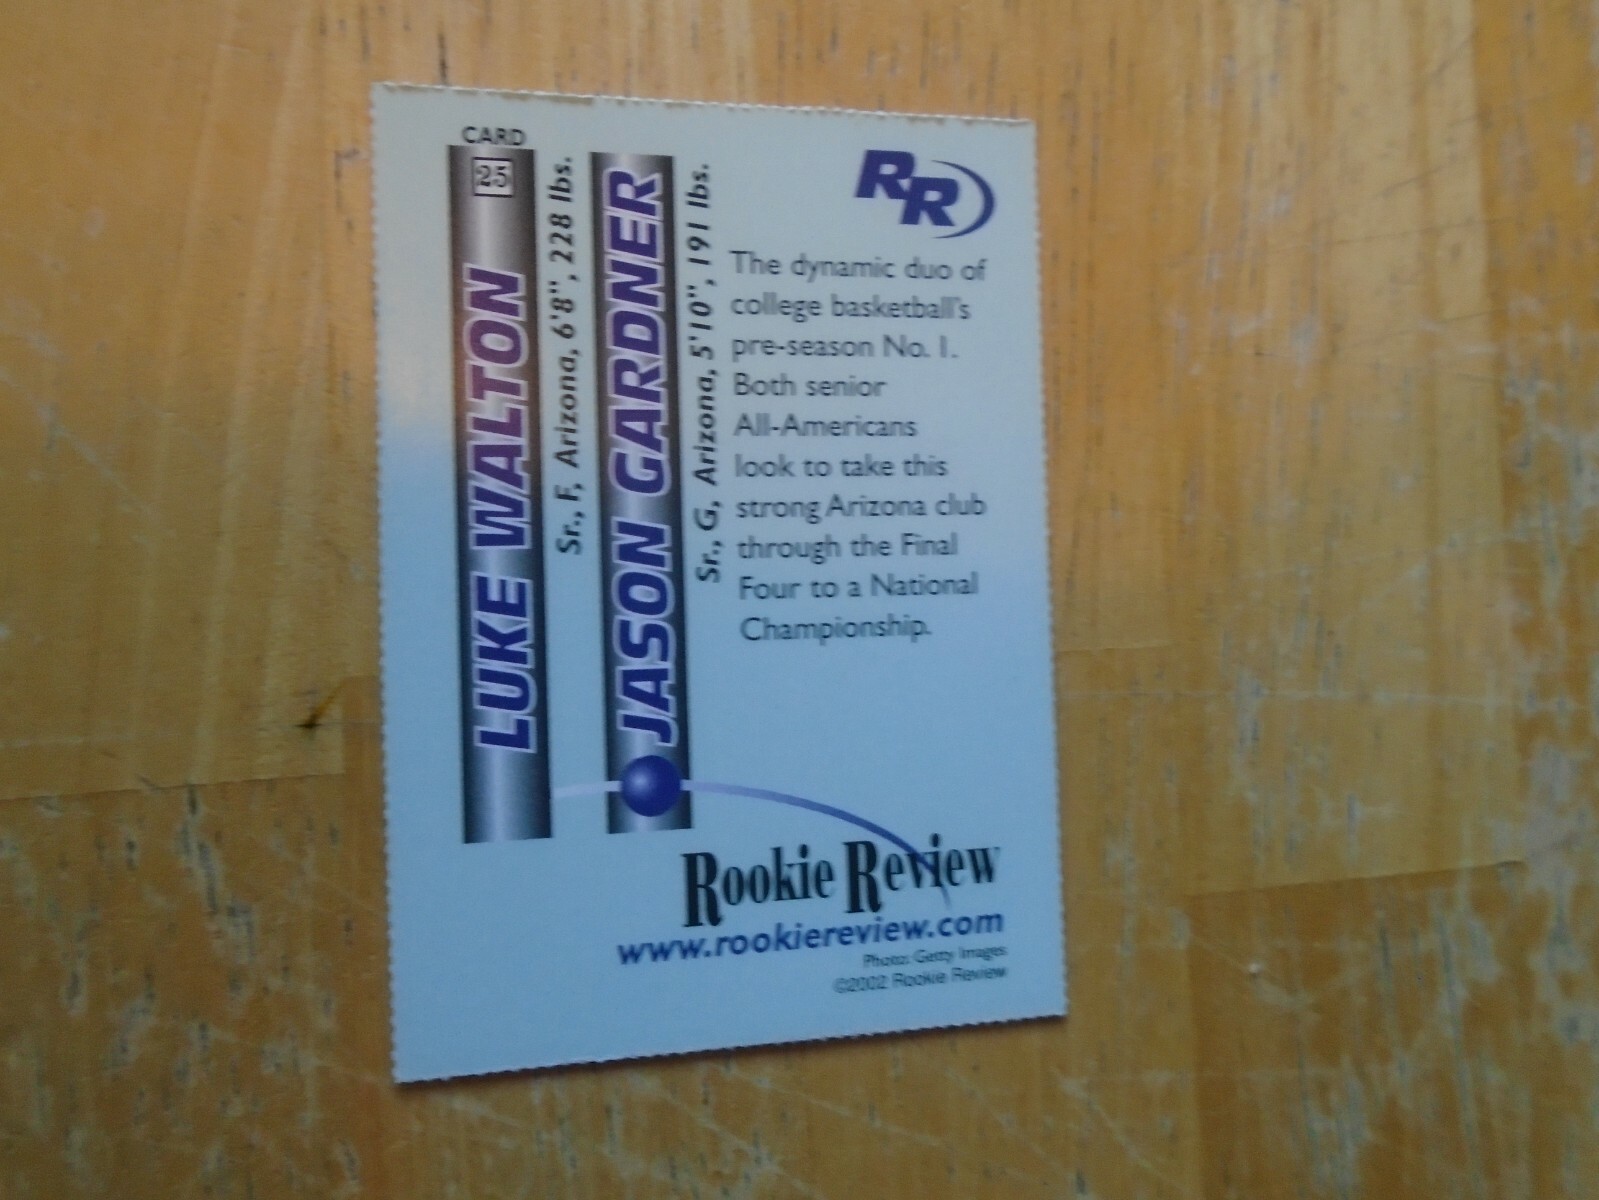 CARD
25
LUKE WALTON
Sr., F, Arizona, 6'8", 228 lbs.
JASON GARDNER
Sr., G, Arizona, 5'10", 191 lbs.
RR
The dynamic duo of
college basketball's
pre-season No. 1.
Both senior
All-Americans
look to take this
strong Arizona club
through the Final
Four to a National
Championship.
Rookie Review
www.rookiereview.com
Photo: Getty Images
©2002 Rookie Review